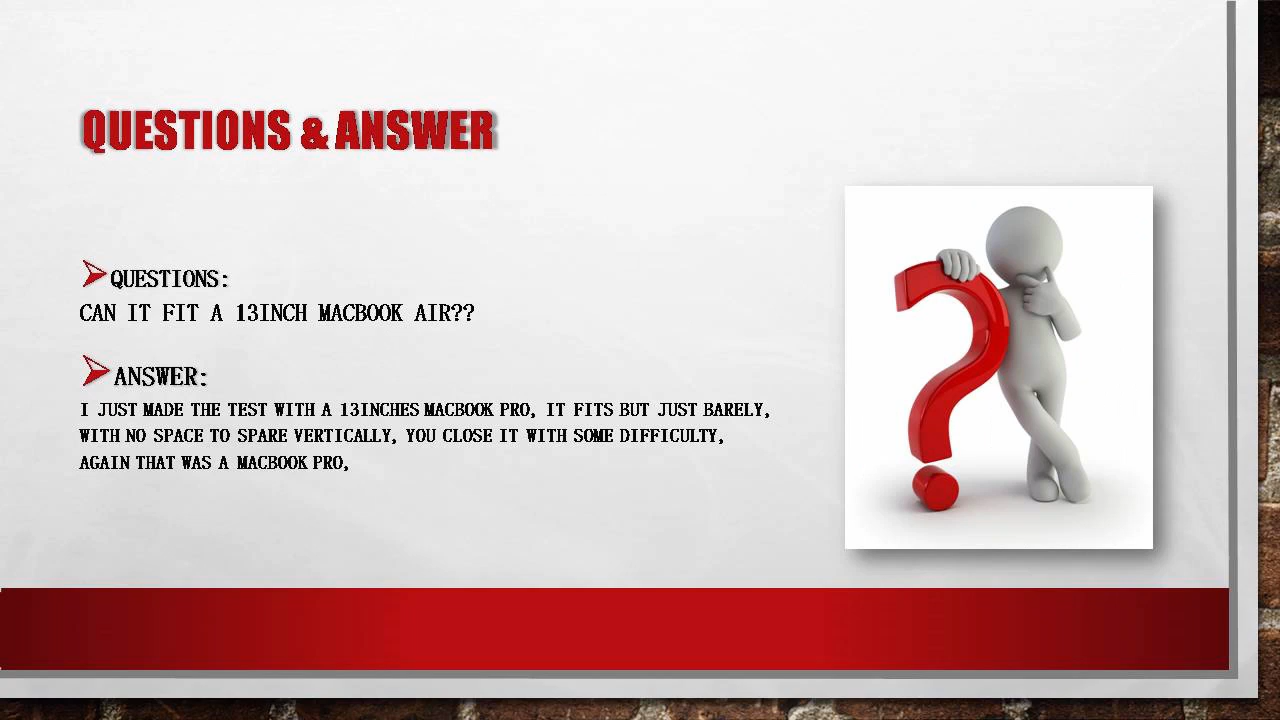 QUESTIONS & ANSWER
QUESTIONS:
CAN IT FIT A 13INCH MACBOOK AIR??
ANSWER:
I JUST MADE THE TEST WITH A 13INCHES MACBOOK PRO, IT FITS BUT JUST BARELY,
WITH NO SPACE TO SPARE VERTICALLY, YOU CLOSE IT WITH SOME DIFFICULTY,
AGAIN THAT WAS A MACBOOK PRO,